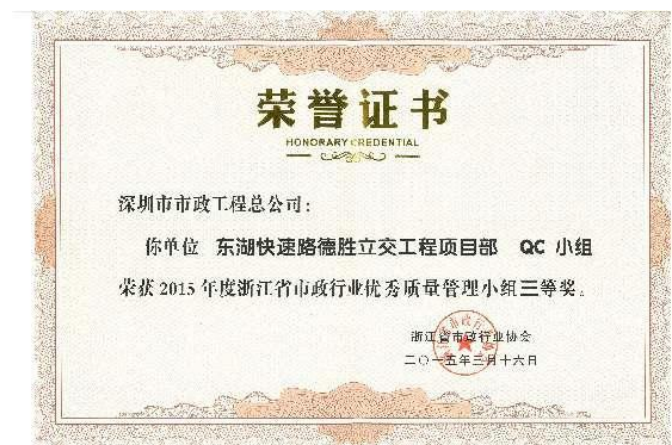 荣誉证书
HONORARY CREDENTIAL
深圳市市政工程总公司：
你单位 东湖快速路德胜立交工程项目部 QC 小组
荣获 2015 年度浙江省市政行业优秀质量管理小组三等奖。
浙江省市政行业协会
二〇一五年三月十六日